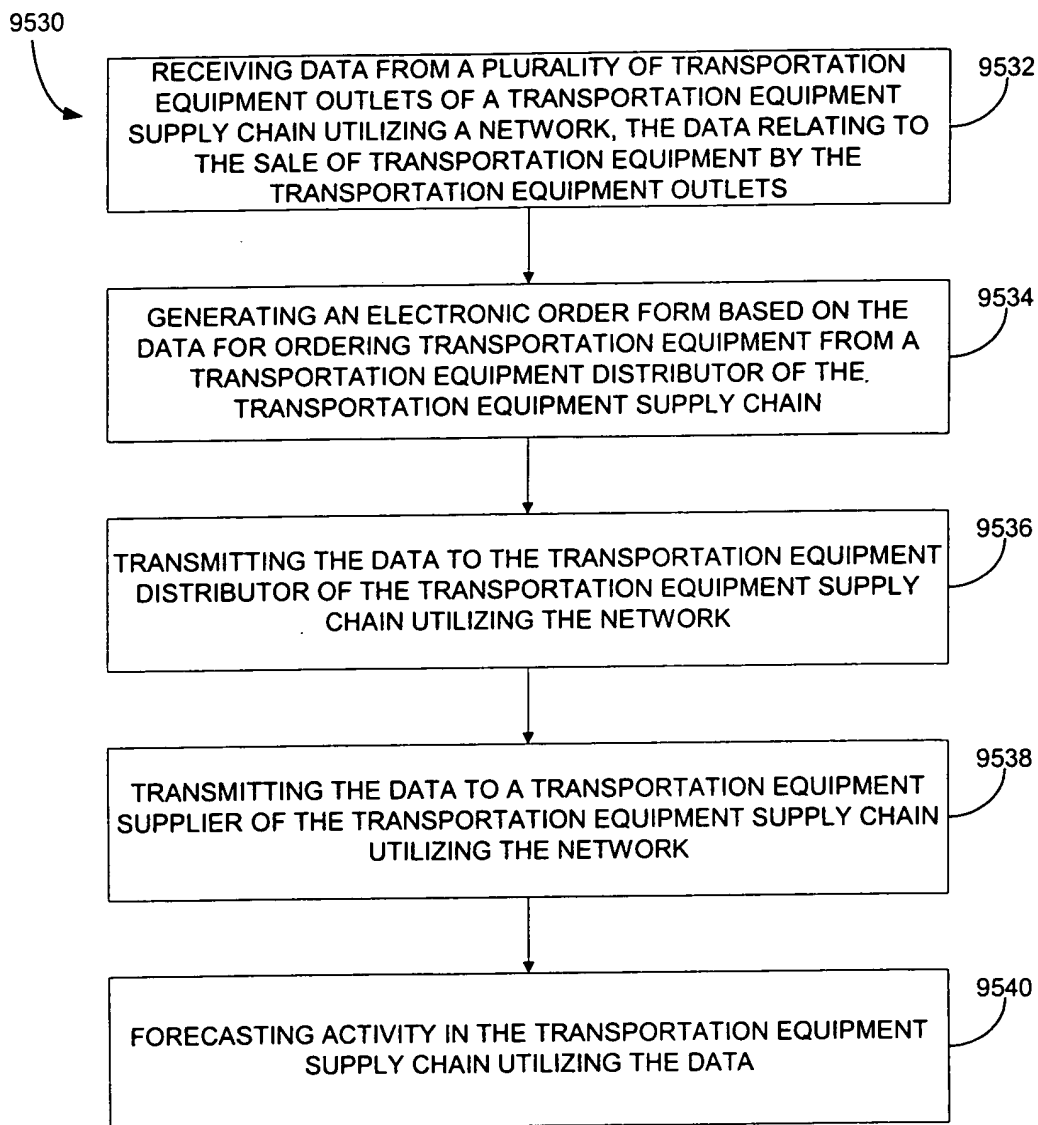 9530
RECEIVING DATA FROM A PLURALITY OF TRANSPORTATION
EQUIPMENT OUTLETS OF A TRANSPORTATION EQUIPMENT
SUPPLY CHAIN UTILIZING A NETWORK, THE DATA RELATING TO
THE SALE OF TRANSPORTATION EQUIPMENT BY THE
TRANSPORTATION EQUIPMENT OUTLETS
9532
GENERATING AN ELECTRONIC ORDER FORM BASED ON THE
DATA FOR ORDERING TRANSPORTATION EQUIPMENT FROM A
TRANSPORTATION EQUIPMENT DISTRIBUTOR OF THE
TRANSPORTATION EQUIPMENT SUPPLY CHAIN
9534
TRANSMITTING THE DATA TO THE TRANSPORTATION EQUIPMENT
DISTRIBUTOR OF THE TRANSPORTATION EQUIPMENT SUPPLY
CHAIN UTILIZING THE NETWORK
9536
TRANSMITTING THE DATA TO A TRANSPORTATION EQUIPMENT
SUPPLIER OF THE TRANSPORTATION EQUIPMENT SUPPLY CHAIN
UTILIZING THE NETWORK
9538
FORECASTING ACTIVITY IN THE TRANSPORTATION EQUIPMENT
SUPPLY CHAIN UTILIZING THE DATA
9540